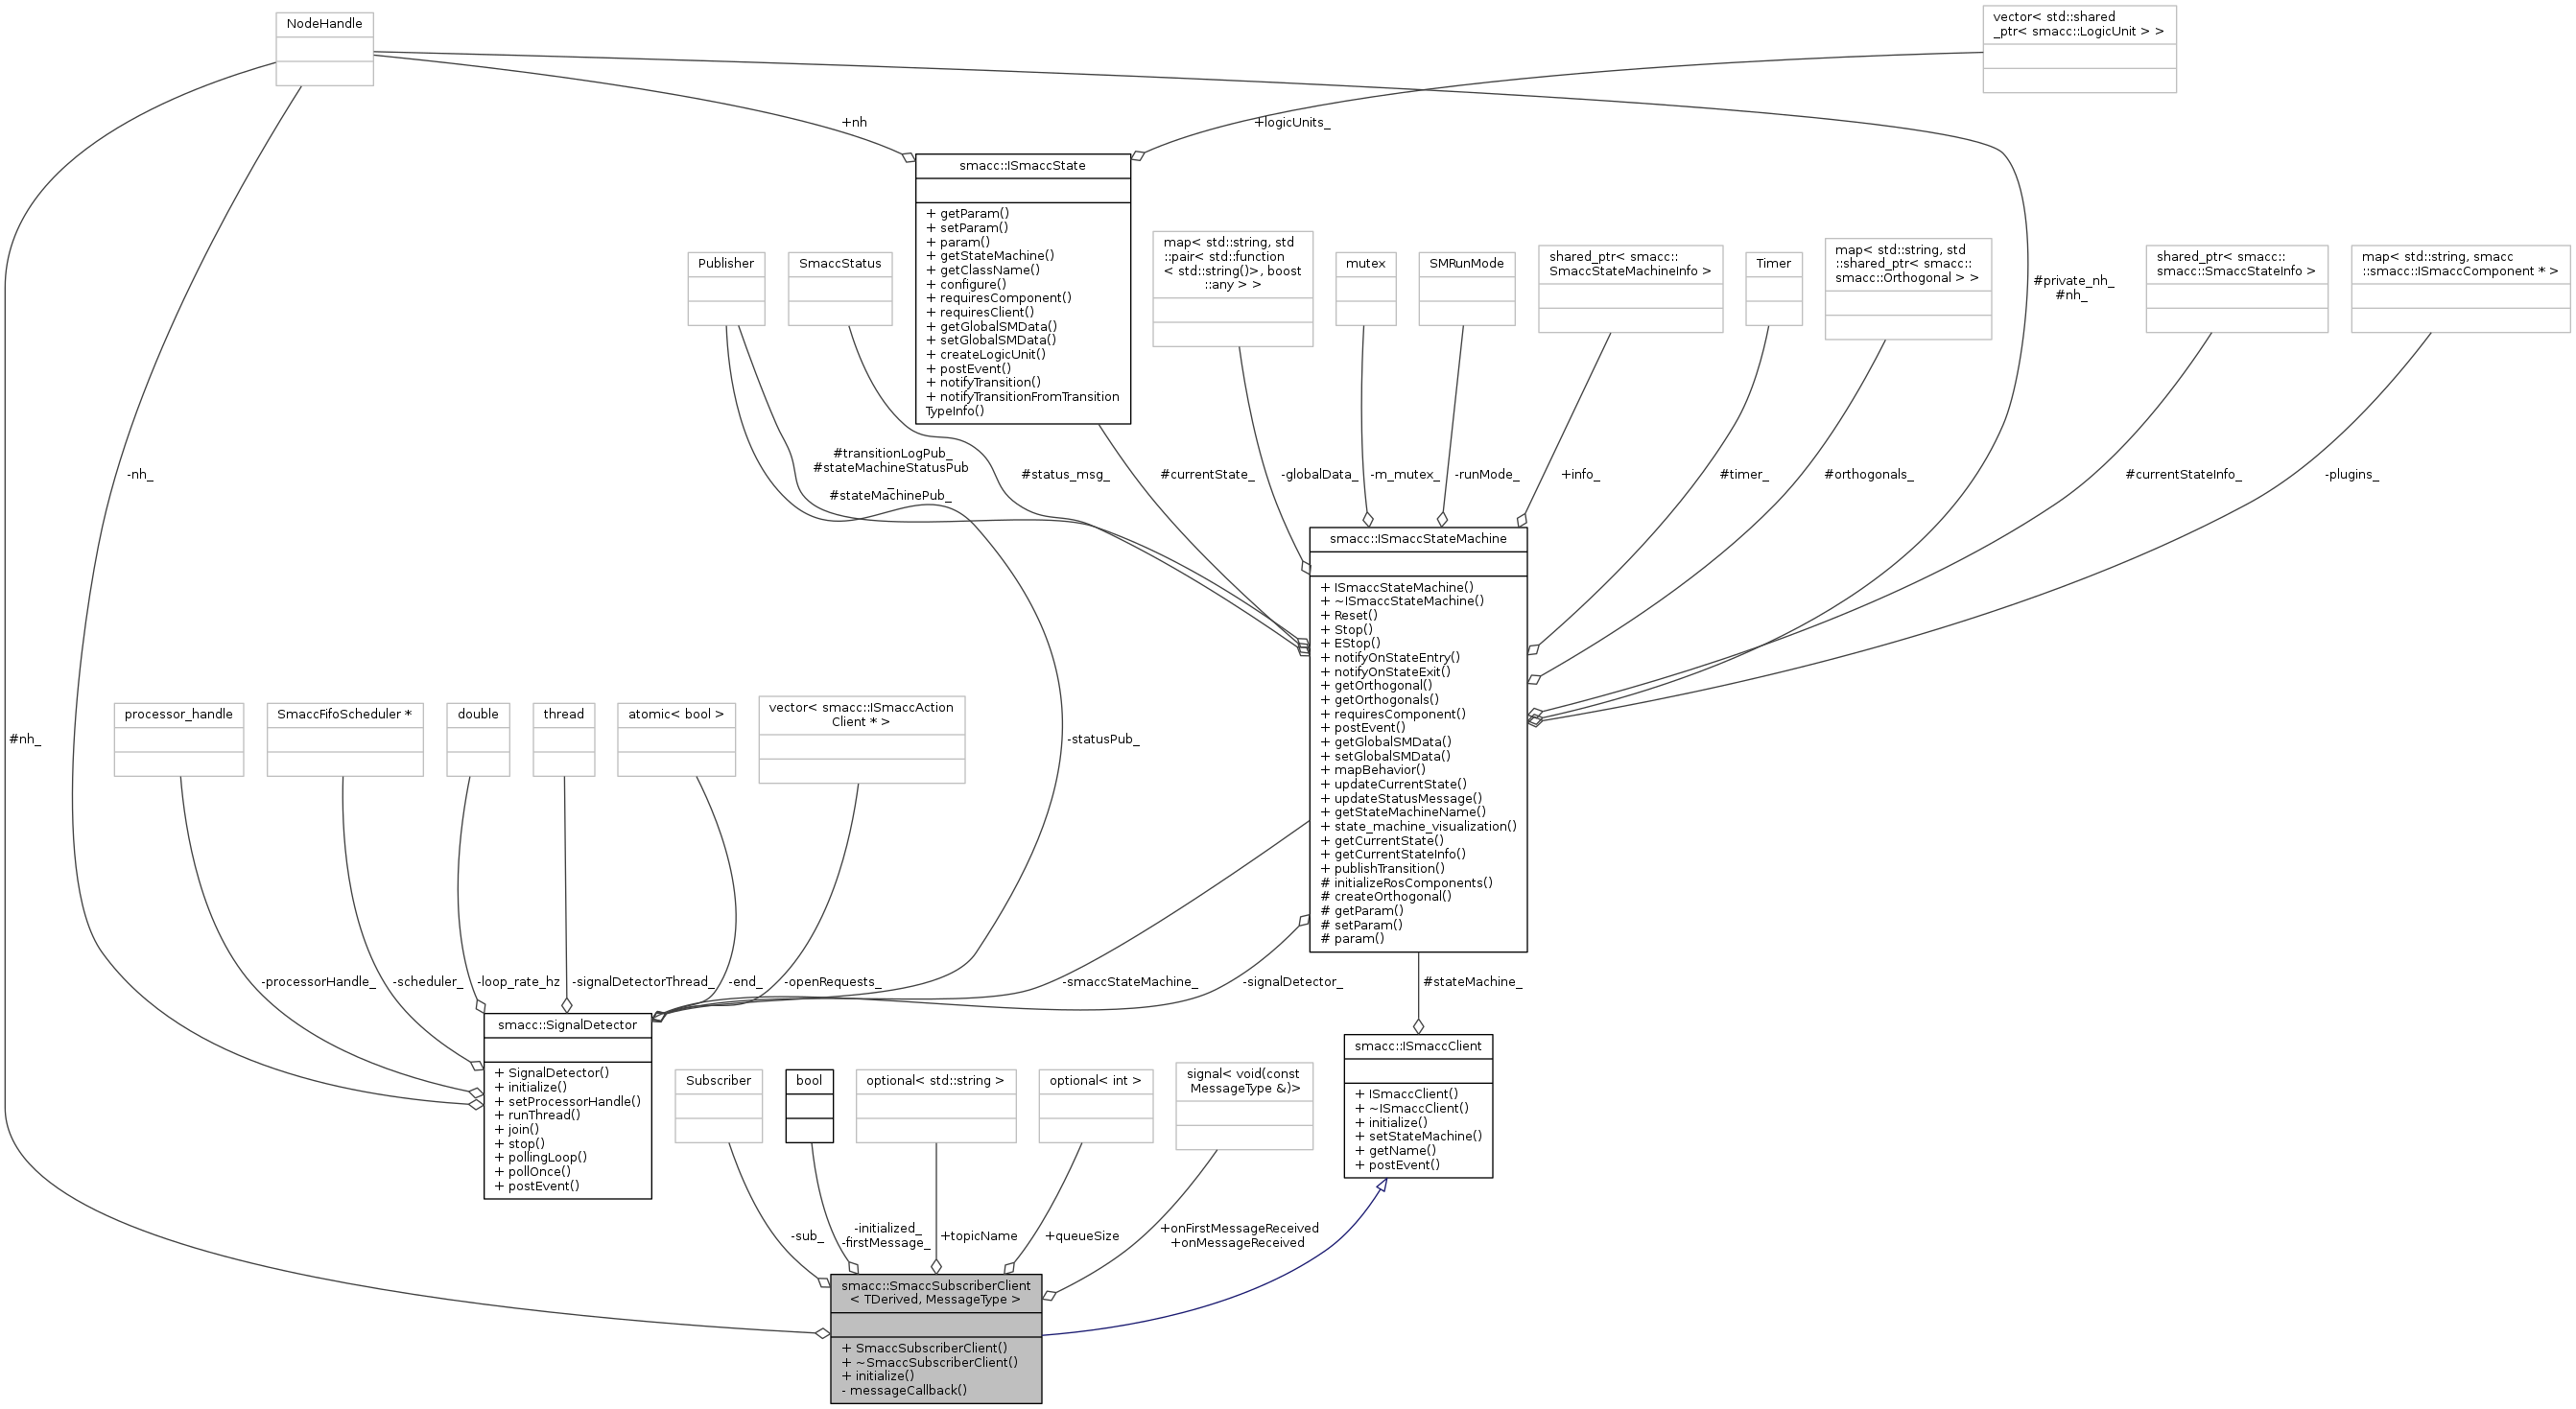 NodeHandle
vector< std::shared
_ptr< smacc::LogicUnit > >
+nh
+logicUnits_
smacc::ISmaccState
+ getParam()
+ setParam()
+ param()
+ getStateMachine()
+ getClassName()
+ configure()
+ requiresComponent()
+ requiresClient()
+ getGlobalSMData()
+ setGlobalSMData()
+ createLogicUnit()
+ postEvent()
+ notifyTransition()
+ notifyTransitionFromTransition
TypeInfo()
Publisher
SmaccStatus
map< std::string, std
::pair< std::function
< std::string()>, boost
::any > >
mutex
SMRunMode
shared_ptr< smacc::
SmaccStateMachineInfo >
Timer
map< std::string, std
::shared_ptr< smacc::
smacc::Orthogonal > >
#private_nh_
#nh_
shared_ptr< smacc::
smacc::SmaccStateInfo >
map< std::string, smacc
::smacc::ISmaccComponent * >
-nh_
#transitionLogPub_
#stateMachineStatusPub
_
#stateMachinePub_
#status_msg_
#currentState_
-globalData_
-m_mutex_
-runMode_
+info_
#timer_
#orthogonals_
#currentStateInfo_
-plugins_
smacc::ISmaccStateMachine
+ ISmaccStateMachine()
+ ~ISmaccStateMachine()
+ Reset()
+ Stop()
+ EStop()
+ notifyOnStateEntry()
+ notifyOnStateExit()
+ getOrthogonal()
+ getOrthogonals()
+ requiresComponent()
+ postEvent()
+ getGlobalSMData()
+ setGlobalSMData()
+ mapBehavior()
+ updateCurrentState()
+ updateStatusMessage()
+ getStateMachineName()
+ state_machine_visualization()
+ getCurrentState()
+ getCurrentStateInfo()
+ publishTransition()
# initializeRosComponents()
# createOrthogonal()
# getParam()
# setParam()
# param()
#nh_
processor_handle
SmaccFifoScheduler *
double
thread
atomic< bool >
vector< smacc::ISmaccAction
Client * >
-statusPub_
-processorHandle_
-scheduler_
-loop_rate_hz
-signalDetectorThread_
-end_
-openRequests_
-smaccStateMachine_
-signalDetector_
#stateMachine_
smacc::SignalDetector
+ SignalDetector()
+ initialize()
+ setProcessorHandle()
+ runThread()
+ join()
+ stop()
+ pollingLoop()
+ pollOnce()
+ postEvent()
Subscriber
bool
optional< std::string >
optional< int >
signal< void(const
MessageType &)>
smacc::ISmaccClient
+ ISmaccClient()
+ ~ISmaccClient()
+ initialize()
+ setStateMachine()
+ getName()
+ postEvent()
-sub_
-initialized_
-firstMessage_
+topicName
+queueSize
+onFirstMessageReceived
+onMessageReceived
smacc::SmaccSubscriberClient
< TDerived, MessageType >
+ SmaccSubscriberClient()
+ ~SmaccSubscriberClient()
+ initialize()
- messageCallback()